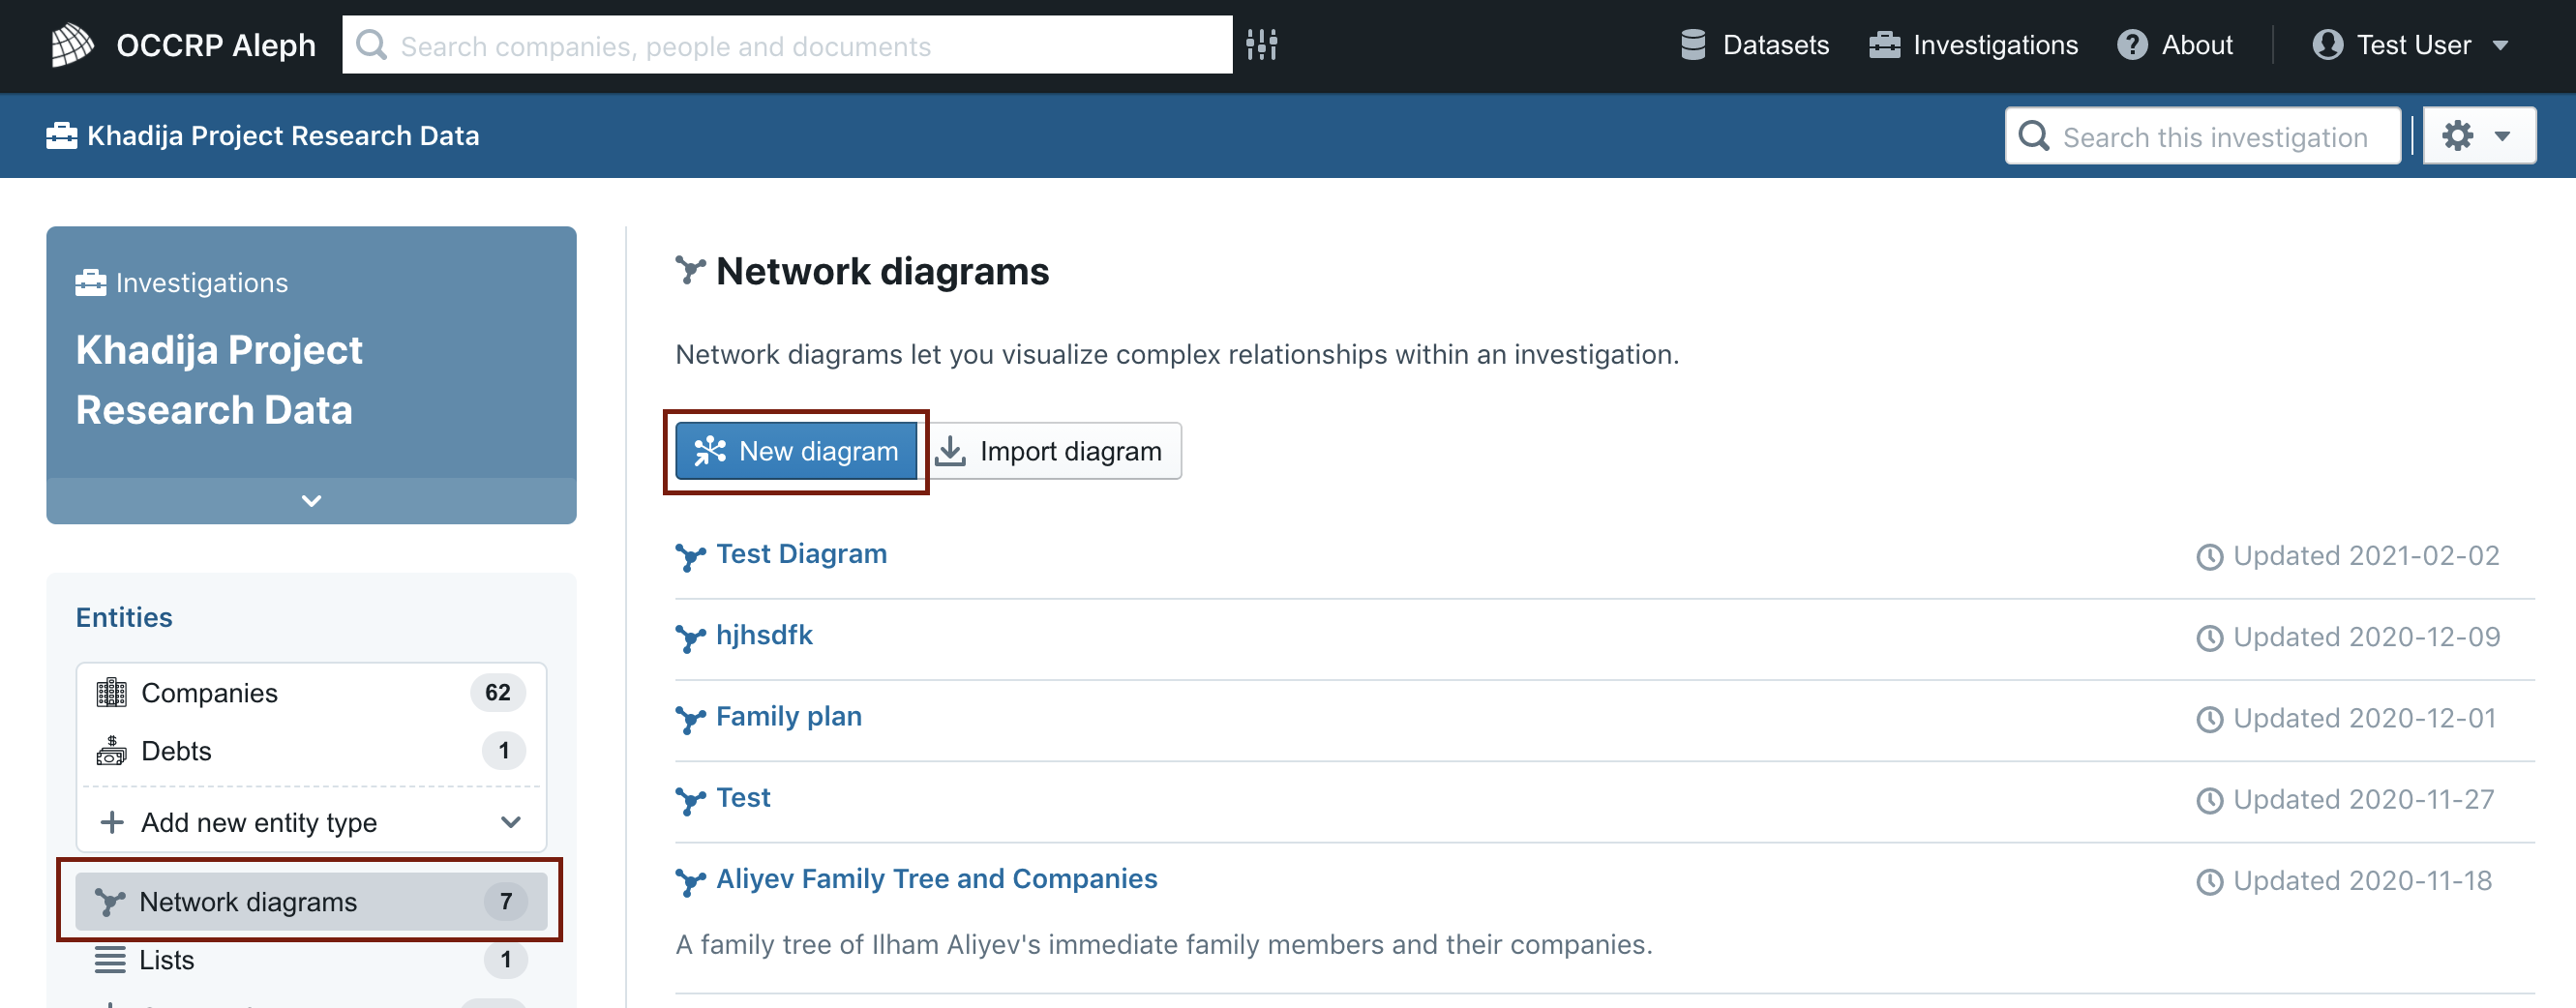 OCCRP Aleph
Search companies, people and documents
Datasets
Investigations
About
Test User
Khadija Project Research Data
Search this investigation
Investigations
Khadija Project
Research Data
Entities
Companies 62
Debts 1
Add new entity type
Network diagrams 7
Lists 1
Network diagrams
Network diagrams let you visualize complex relationships within an investigation.
New diagram
Import diagram
Test Diagram
Updated 2021-02-02
hjhsdfk
Updated 2020-12-09
Family plan
Updated 2020-12-01
Test
Updated 2020-11-27
Aliyev Family Tree and Companies
Updated 2020-11-18
A family tree of Ilham Aliyev's immediate family members and their companies.